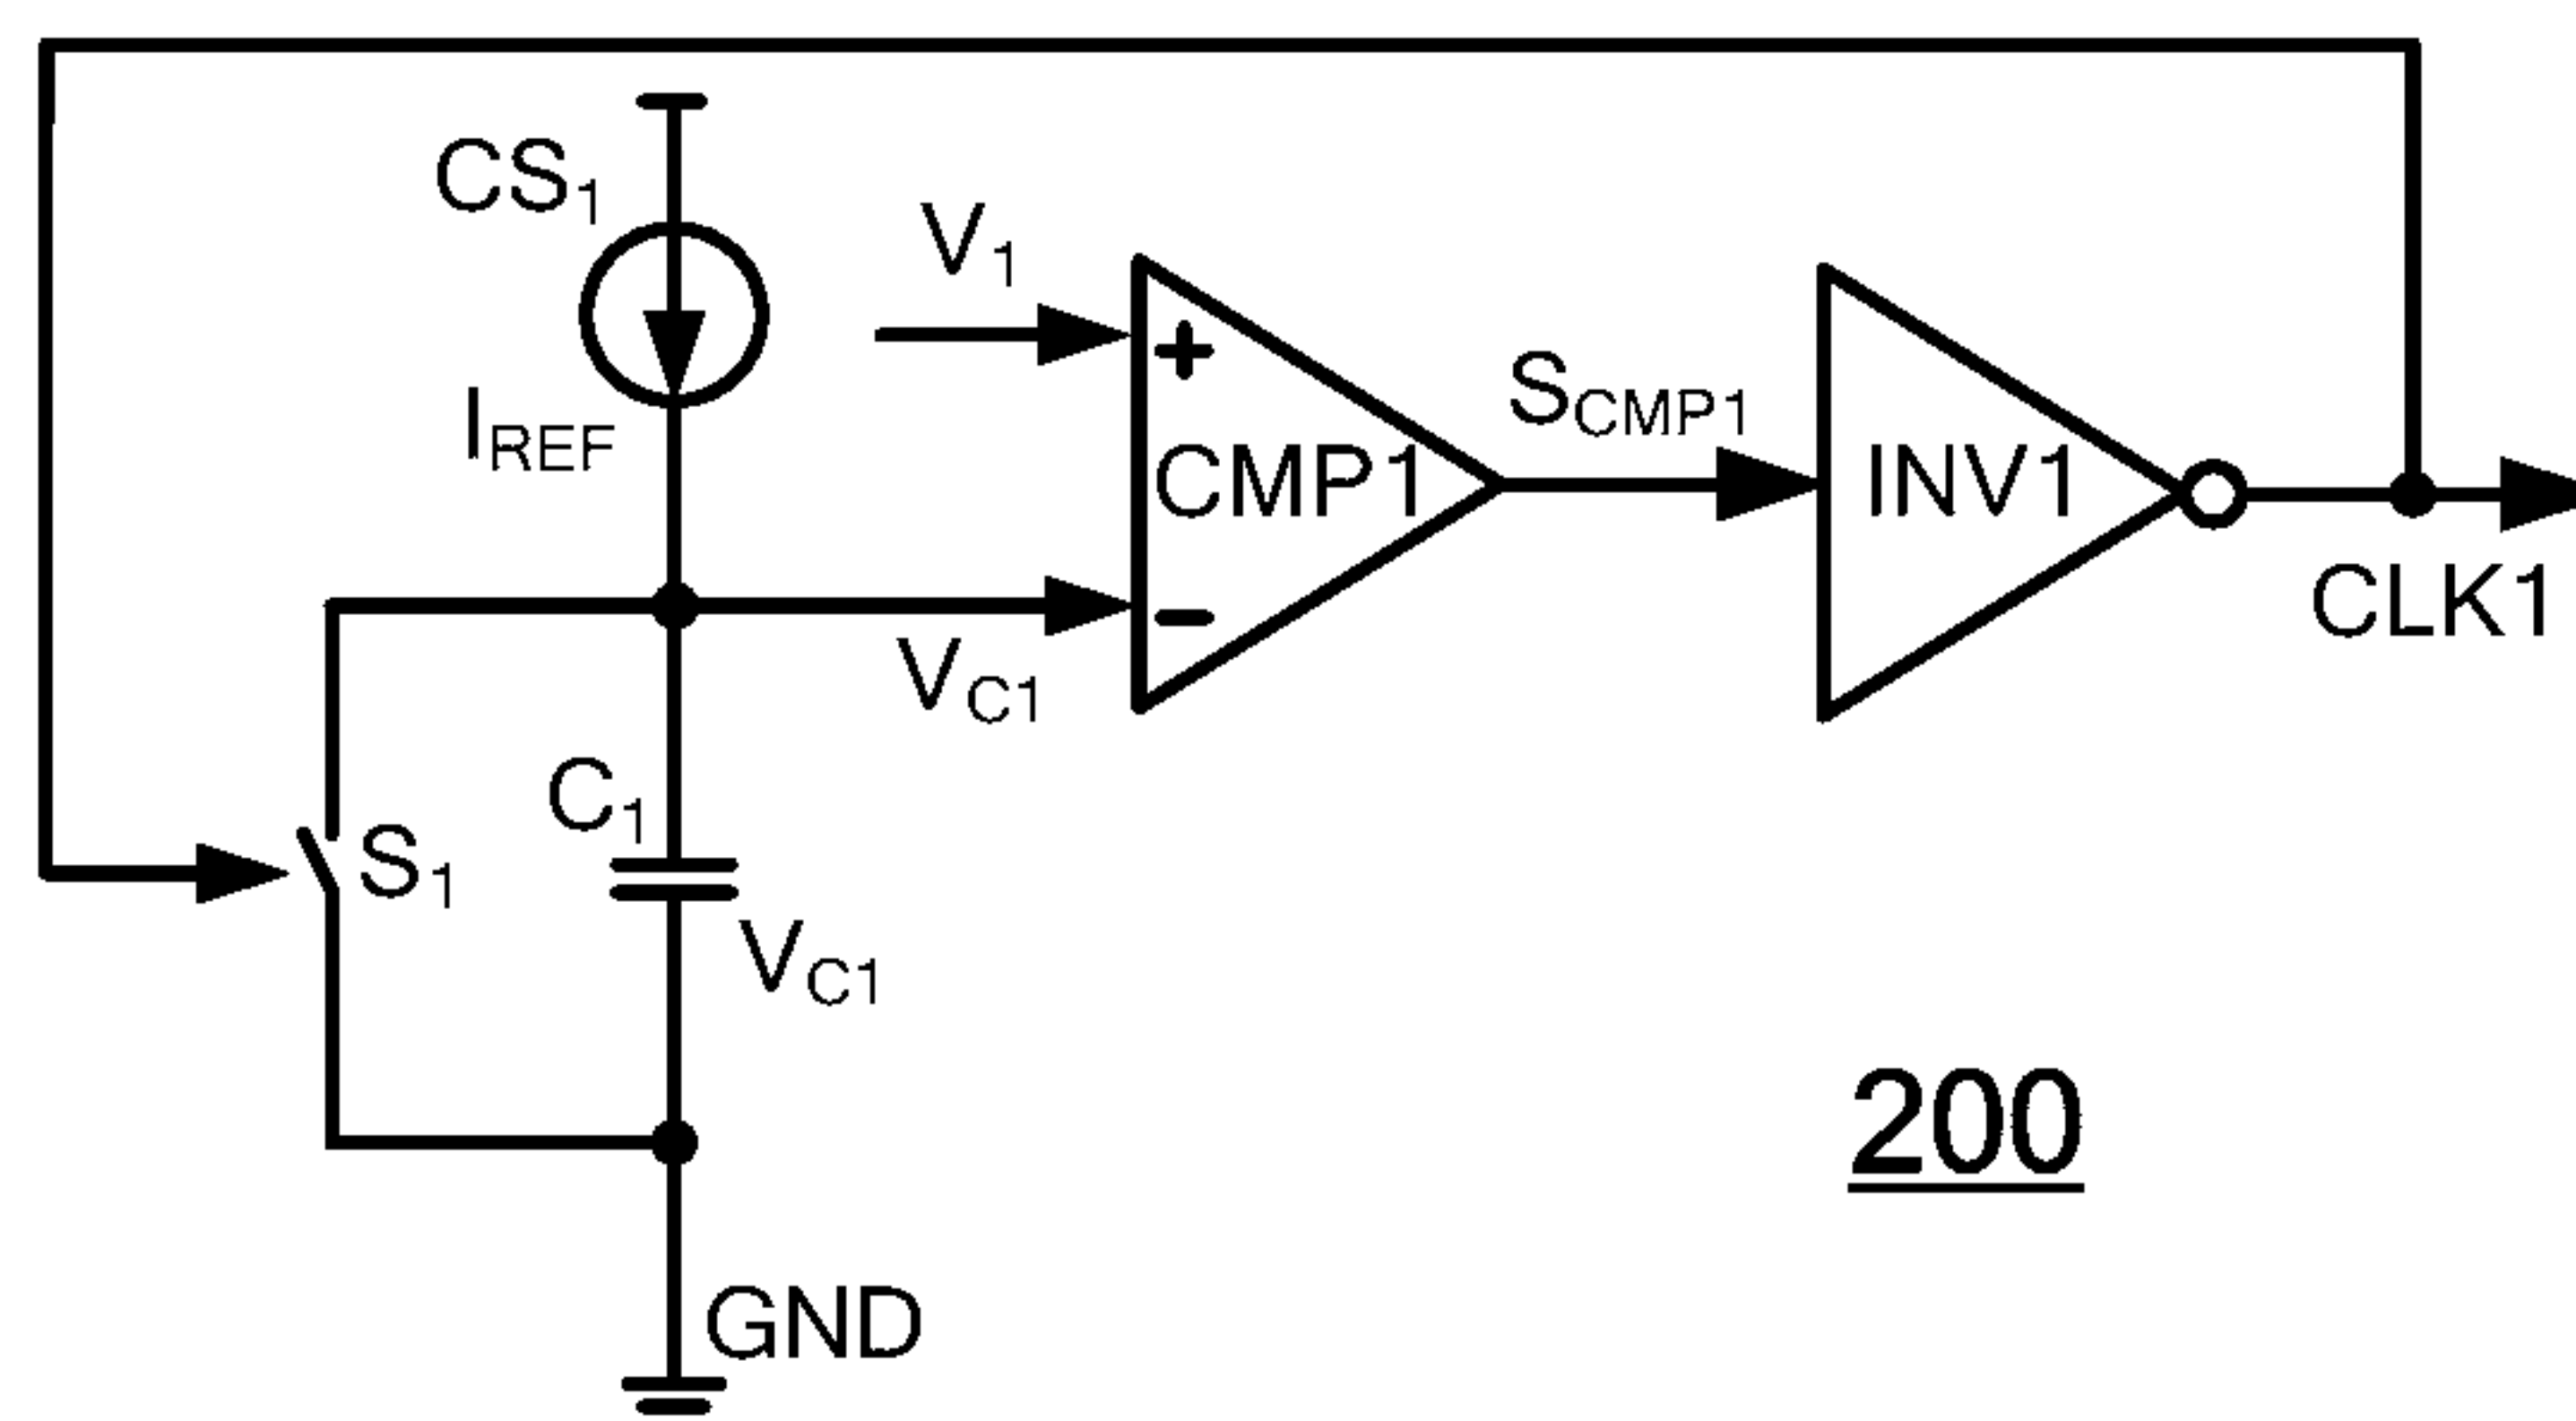 CS1
V1
+
IREF
CMP1
SCMP1
INV1
CLK1
−
VC1
C1
S1
VC1
200
GND